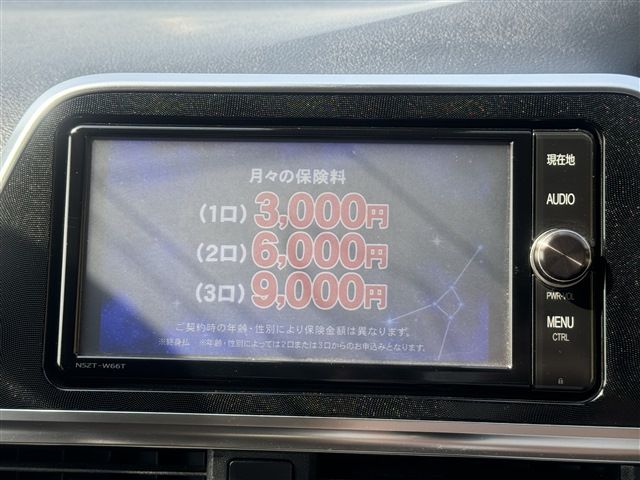 月々の保険料
(1口) 3,000円
(2口) 6,000円
(3口) 9,000円
ご契約時の年齢・性別により保険金額は異なります。
※終身払 ※年齢・性別によっては2口または3口からのお申込みとなります。
NSZT-W66T
現在地
AUDIO
PWR·VOL
MENU
CTRL